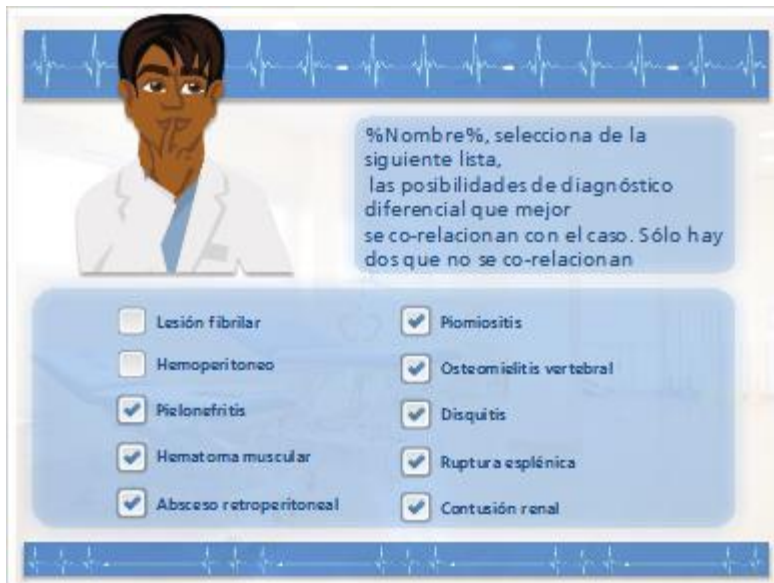 %Nombre%, selecciona de la
siguiente lista,
las posibilidades de diagnóstico
diferencial que mejor
se co-relacionan con el caso. Sólo hay
dos que no se co-relacionan
Lesión fibrilar
Hemoperitoneo
Pielonefritis
Hematoma muscular
Absceso retroperitoneal
Piomiositis
Osteomielitis vertebral
Disquitis
Ruptura esplénica
Contusión renal